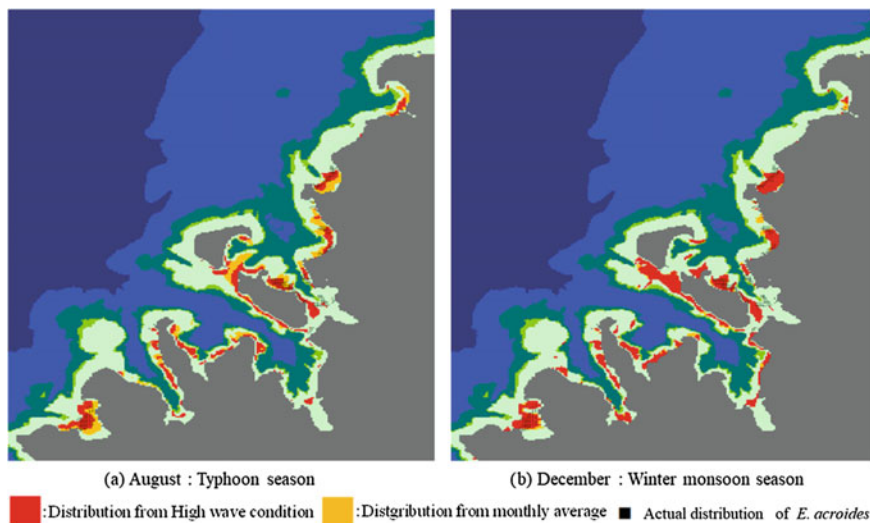 (a) August : Typhoon season
(b) December : Winter monsoon season
:Distribution from High wave condition
:Distgribution from monthly average
: Actual distribution of E. acroides